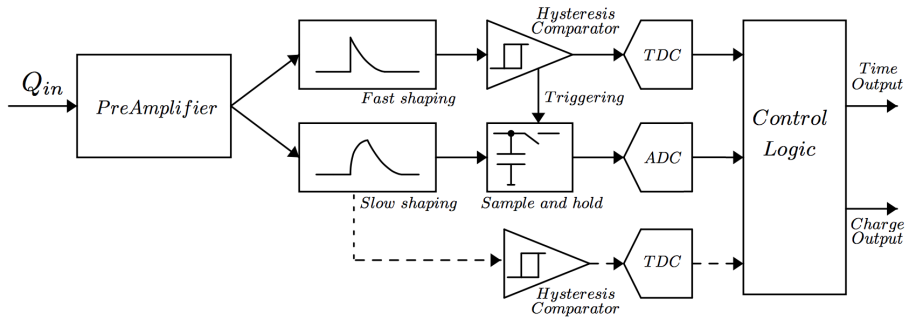 Hysteresis
Comparator
TDC
Q_in
PreAmplifier
Fast shaping
Triggering
Control
Logic
Time
Output
ADC
Slow shaping
Sample and hold
Charge
Output
TDC
Hysteresis
Comparator